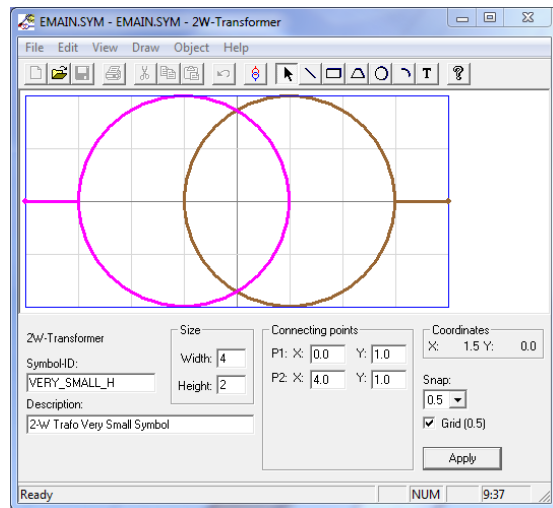 EMAIN.SYM - EMAIN.SYM - 2W-Transformer
File Edit View Draw Object Help
T ?
2W-Transformer
Symbol-ID:
VERY_SMALL_H
Description:
2-W Trafo Very Small Symbol
Size
Width: 4
Height: 2
Connecting points
P1: X: 0.0 Y: 1.0
P2: X: 4.0 Y: 1.0
Coordinates
X: 1.5 Y: 0.0
Snap:
0.5
Grid (0.5)
Apply
Ready NUM 9:37